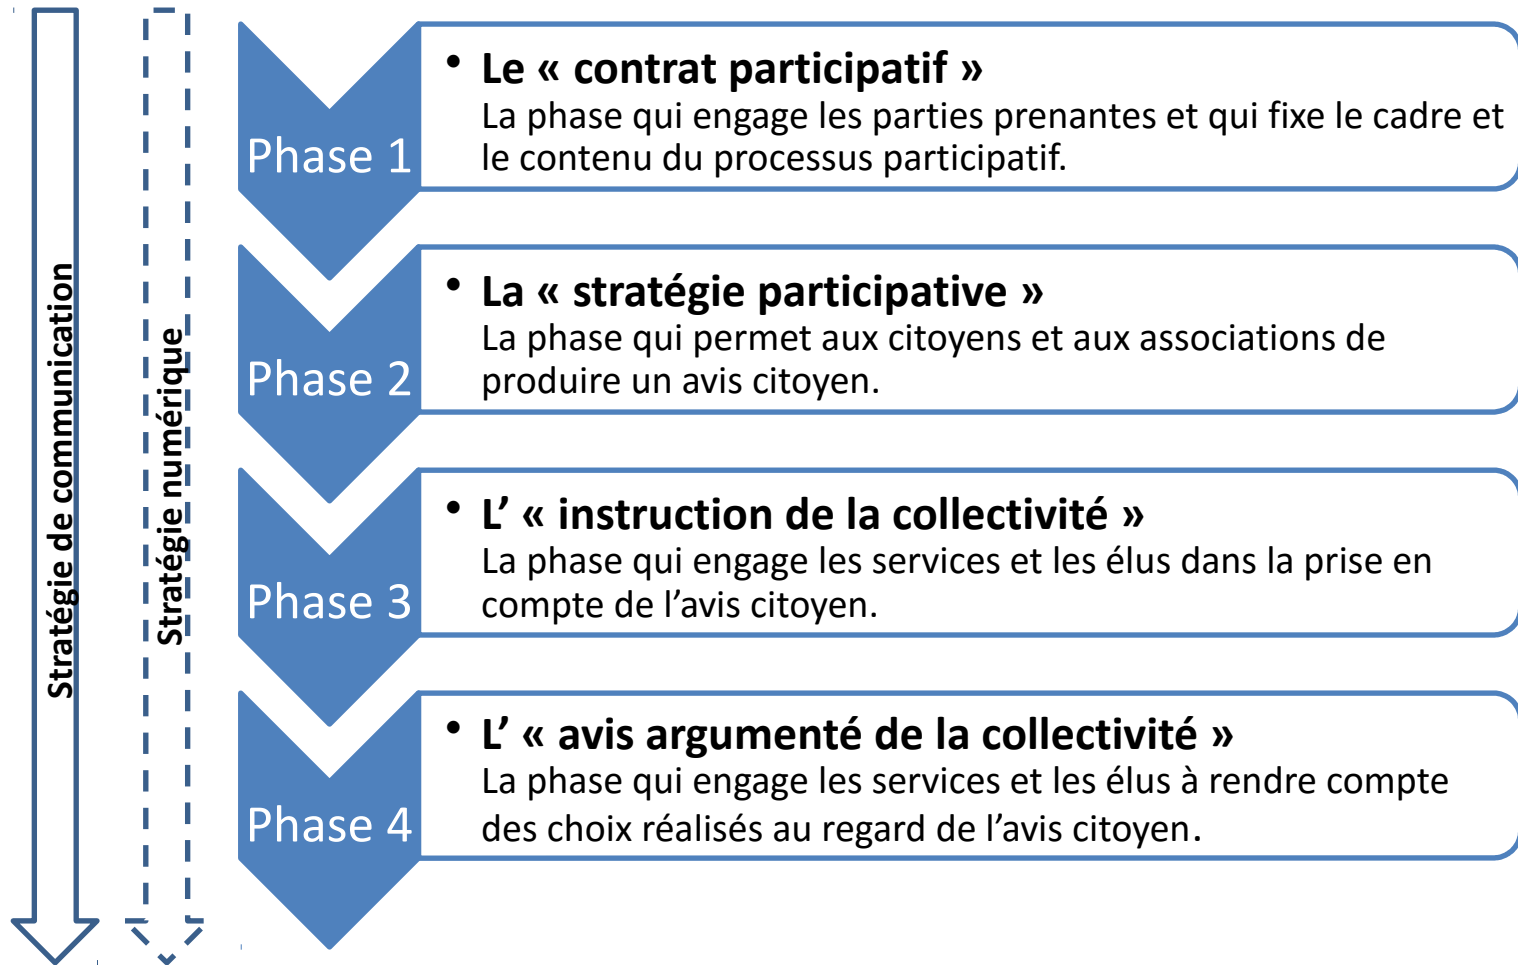 Stratégie de communication
Stratégie numérique
Phase 1
• Le « contrat participatif »
La phase qui engage les parties prenantes et qui fixe le cadre et
le contenu du processus participatif.
Phase 2
• La « stratégie participative »
La phase qui permet aux citoyens et aux associations de
produire un avis citoyen.
Phase 3
• L’ « instruction de la collectivité »
La phase qui engage les services et les élus dans la prise en
compte de l’avis citoyen.
Phase 4
• L’ « avis argumenté de la collectivité »
La phase qui engage les services et les élus à rendre compte
des choix réalisés au regard de l’avis citoyen.